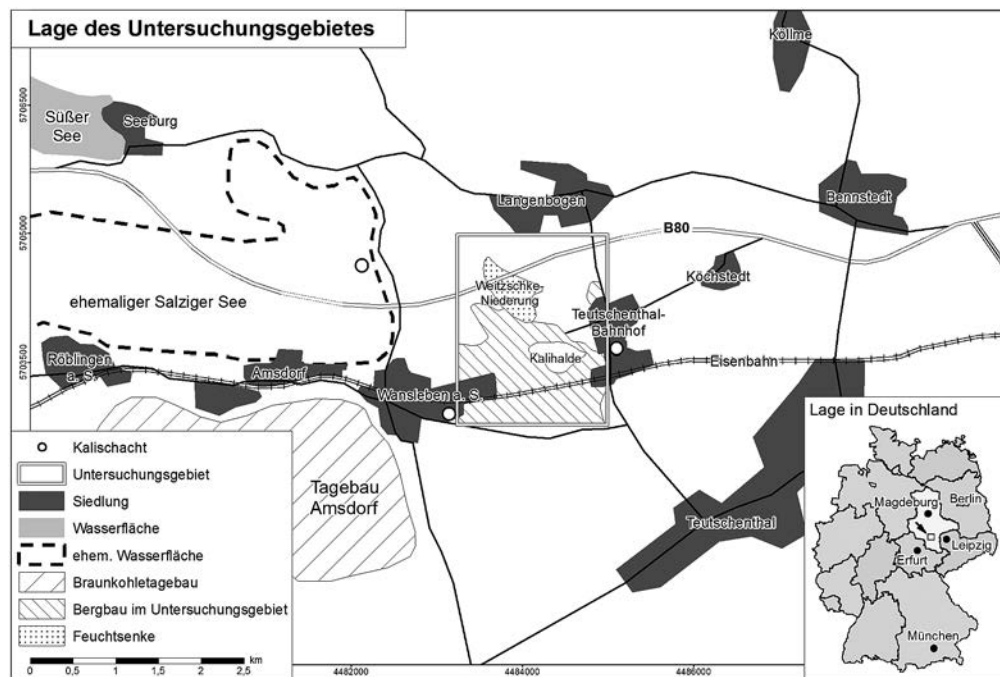 Lage des Untersuchungsgebietes
Köllme
5706500
Süßer
See
Seeburg
Langenbogen
Bennstedt
5705000
B80
Köchstedt
Weitzschke-
Niederung
ehemaliger Salziger See
Teutschenthal-
Bahnhof
5703500
Kalihalde
Eisenbahn
Röblingen
a. S.
Amsdorf
Wansleben a. S.
Tagebau
Amsdorf
Teutschenthal
Kalischacht
Untersuchungsgebiet
Siedlung
Wasserfläche
ehem. Wasserfläche
Braunkohletagebau
Bergbau im Untersuchungsgebiet
Feuchtsenke
km
0 0,5 1 1,5 2 2,5
4482000
4484000
4486000
Lage in Deutschland
Magdeburg
Berlin
Leipzig
Erfurt
München